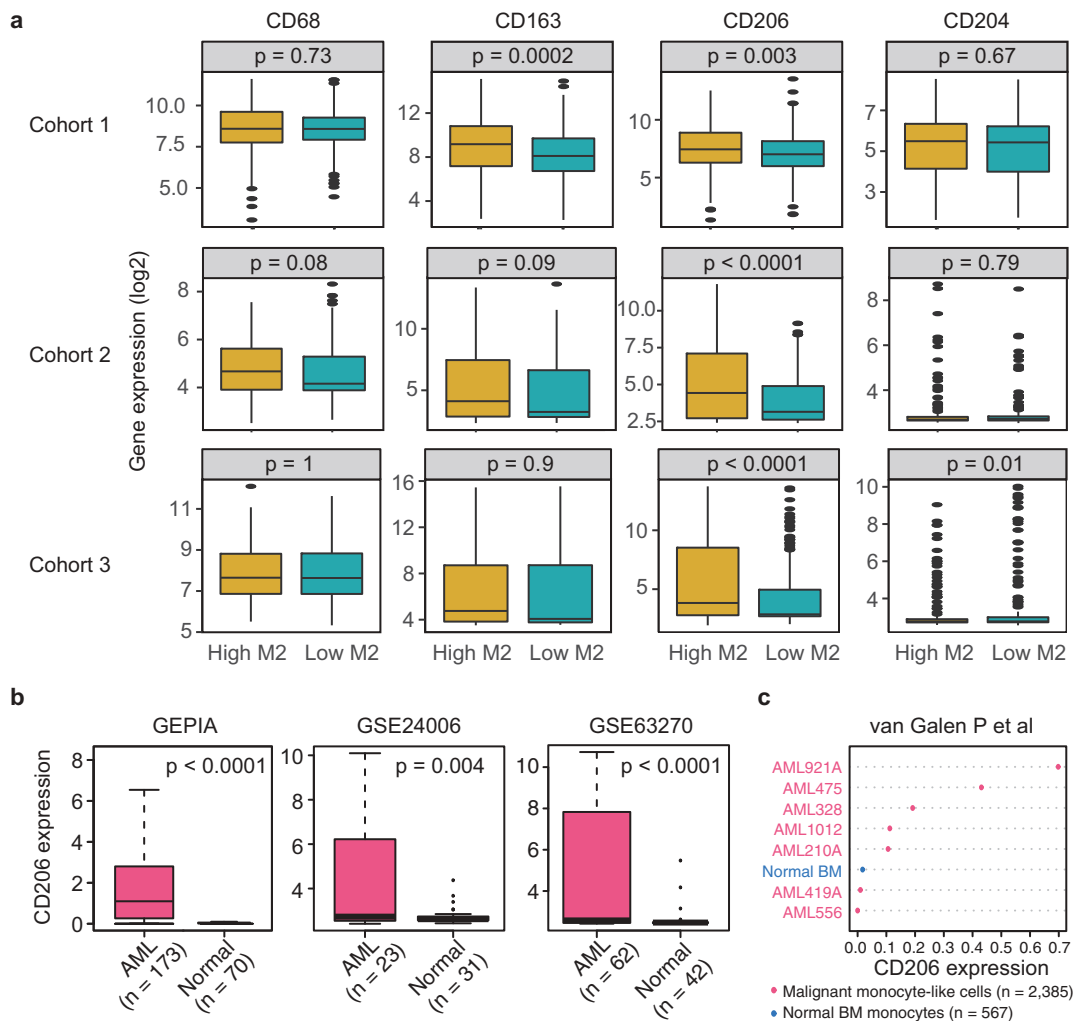 a
CD68 CD163 CD206 CD204
p = 0.73 p = 0.0002 p = 0.003 p = 0.67
Cohort 1
10.0 7.5 5.0
12 8 4
10 5
7 5 3
Gene expression (log2)
p = 0.08 p = 0.09 p < 0.0001 p = 0.79
Cohort 2
8 6 4
10 5
10.0 7.5 5.0 2.5
8 6 4
p = 1 p = 0.9 p < 0.0001 p = 0.01
Cohort 3
11 9 7 5
16 12 8 4
10 5
10 8 6 4
High M2 Low M2 High M2 Low M2 High M2 Low M2 High M2 Low M2
b
GEPIA GSE24006 GSE63270
p < 0.0001 p = 0.004 p < 0.0001
CD206 expression
8 6 4 2 0
10 8 6 4 2
10 8 6 4 2
AML
(n = 173)
Normal
(n = 70)
AML
(n = 23)
Normal
(n = 31)
AML
(n = 62)
Normal
(n = 42)
c
van Galen P et al
AML921A
AML475
AML328
AML1012
AML210A
Normal BM
AML419A
AML556
0.0 0.1 0.2 0.3 0.4 0.5 0.6 0.7
CD206 expression
Malignant monocyte-like cells (n = 2,385)
Normal BM monocytes (n = 567)